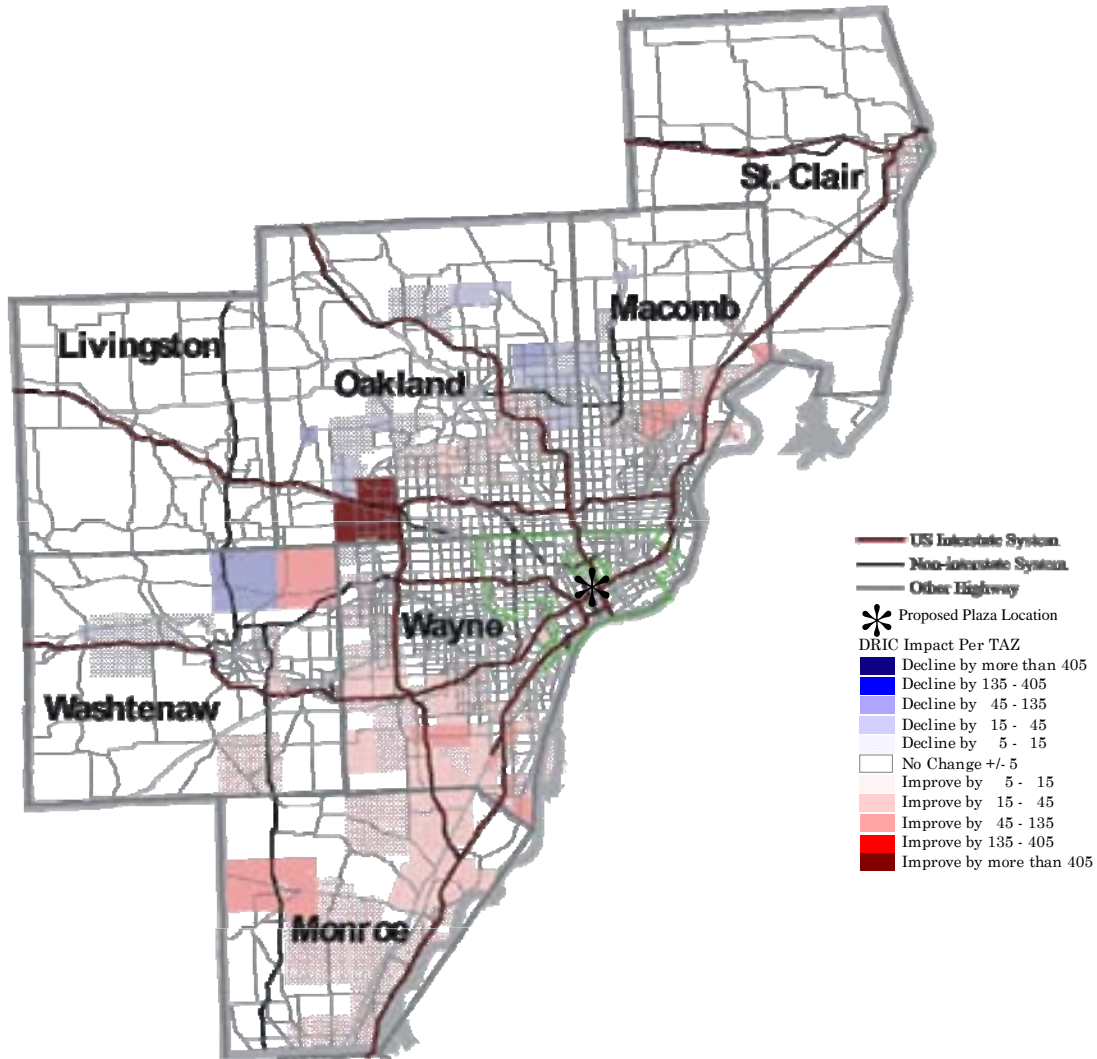 St. Clair
Macomb
Livingston
Oakland
Wayne
Washtenaw
Monroe
US Interstate System
Non-interstate System
Other Highway
Proposed Plaza Location
DRIC Impact Per TAZ
Decline by more than 405
Decline by 135 - 405
Decline by 45 - 135
Decline by 15 - 45
Decline by 5 - 15
No Change +/- 5
Improve by 5 - 15
Improve by 15 - 45
Improve by 45 - 135
Improve by 135 - 405
Improve by more than 405